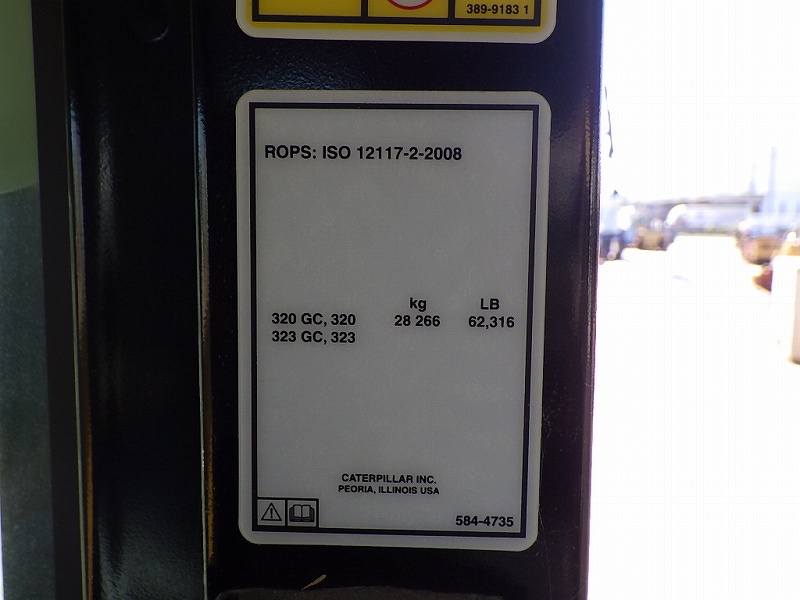 389-9183 1
ROPS: ISO 12117-2-2008
kg LB
320 GC, 320 28 266 62,316
323 GC, 323
CATERPILLAR INC.
PEORIA, ILLINOIS USA
584-4735